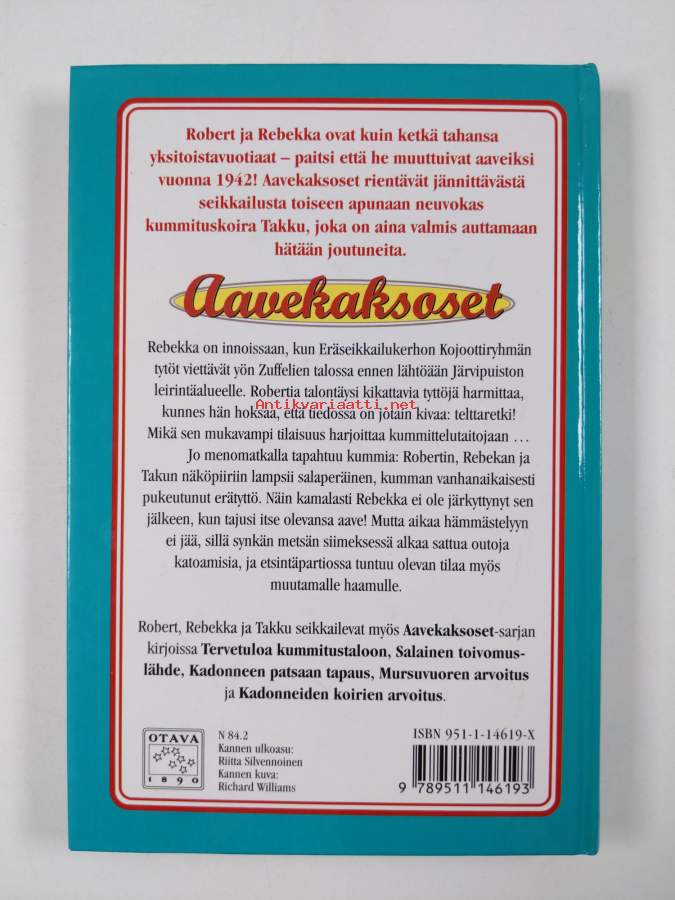 Robert ja Rebekka ovat kuin ketkä tahansa
yksitoistavuotiaat – paitsi että he muuttuivat aaveiksi
vuonna 1942! Aavekaksoset rientävät jännittävästä
seikkailusta toiseen apunaan neuvokas
kummituskoira Takku, joka on aina valmis auttamaan
hätään joutuneita.
Aavekaksoset
Rebekka on innoissaan, kun Eräseikkailukerhon Kojoottiryhmän
tytöt viettävät yön Zuffelien talossa ennen lähtöään Järvipuiston
leirintäalueelle. Robertia talontäysi kikattavia tyttöjä harmittaa,
Antikvariaatti.net
kunnes hän hoksaa, että tiedossa on jotain kivaa: telttaretki!
Mikä sen mukavampi tilaisuus harjoittaa kummittelutaitojaan ...
Jo menomatkalla tapahtuu kummia: Robertin, Rebekan ja
Takun näköpiiriin lampsii salaperäinen, kumman vanhanaikaisesti
pukeutunut erätyttö. Näin kamalasti Rebekka ei ole järkyttynyt sen
jälkeen, kun tajusi itse olevansa aave! Mutta aikaa hämmästelyyn
ei jää, sillä synkän metsän siimeksessä alkaa sattua outoja
katoamisia, ja etsintäpartiossa tuntuu olevan tilaa myös
muutamalle haamulle.
Robert, Rebekka ja Takku seikkailevat myös Aavekaksoset-sarjan
kirjoissa Tervetuloa kummitustaloon, Salainen toivomus-
lähde, Kadonneen patsaan tapaus, Mursuvuoren arvoitus
ja Kadonneiden koirien arvoitus.
OTAVA
1890
N 84.2
Kannen ulkoasu:
Riitta Silvennoinen
Kannen kuva:
Richard Williams
ISBN 951-1-14619-X
9 789511 146193